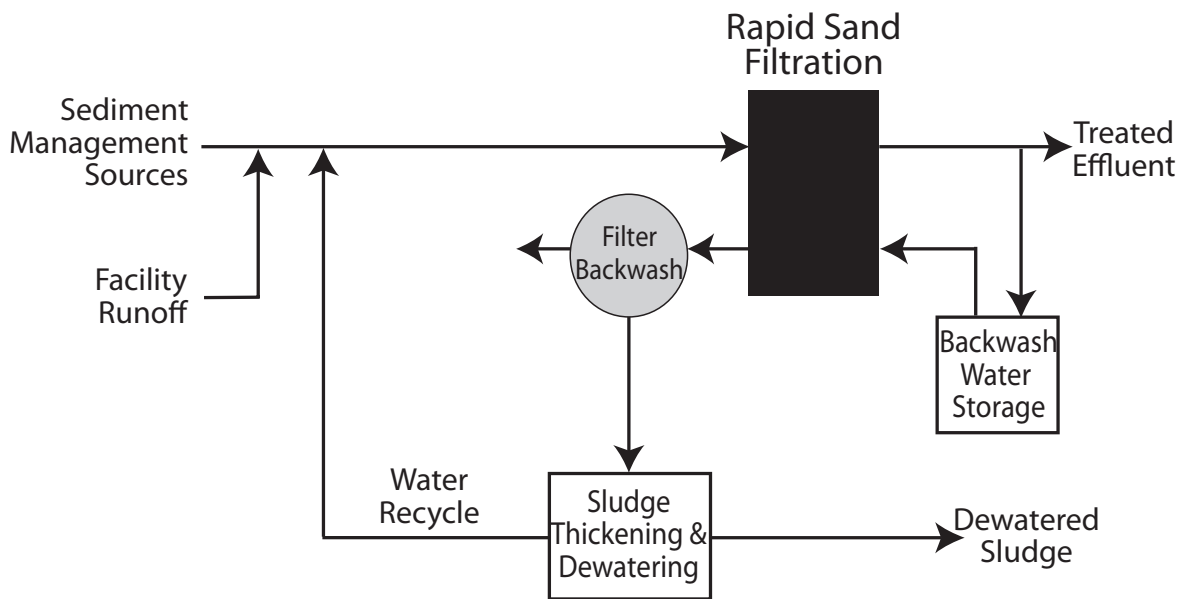 Rapid Sand
Filtration
Sediment
Management
Sources
Treated
Effluent
Filter
Backwash
Facility
Runoff
Backwash
Water
Storage
Water
Recycle
Sludge
Thickening &
Dewatering
Dewatered
Sludge